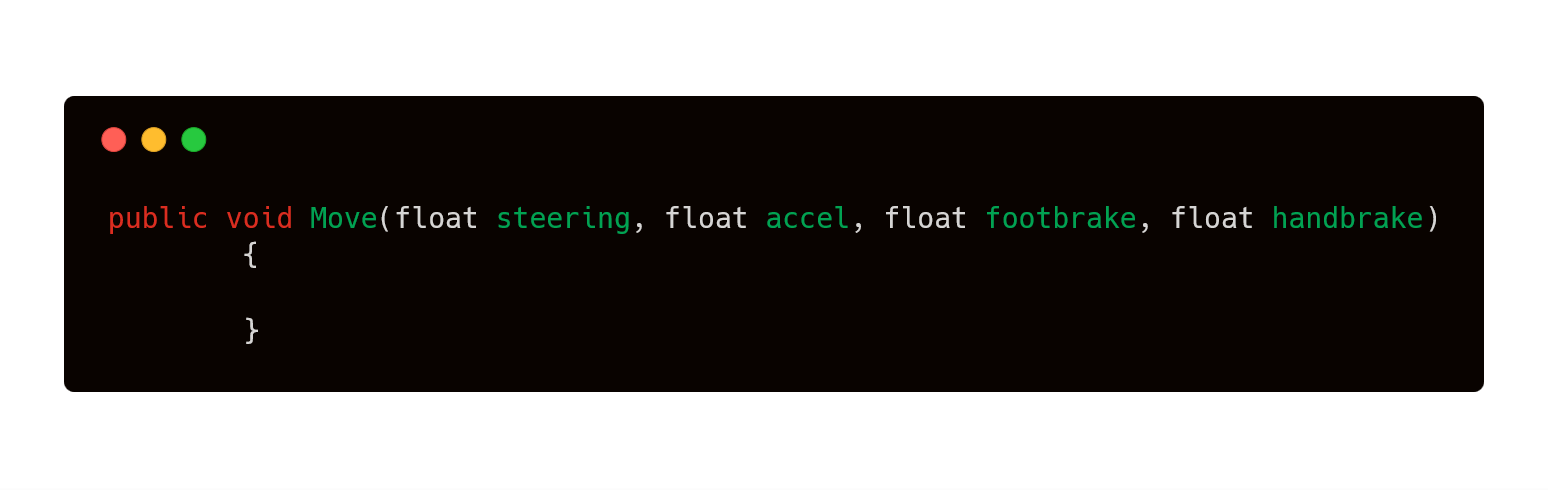 public void Move(float steering, float accel, float footbrake, float handbrake)
{
}